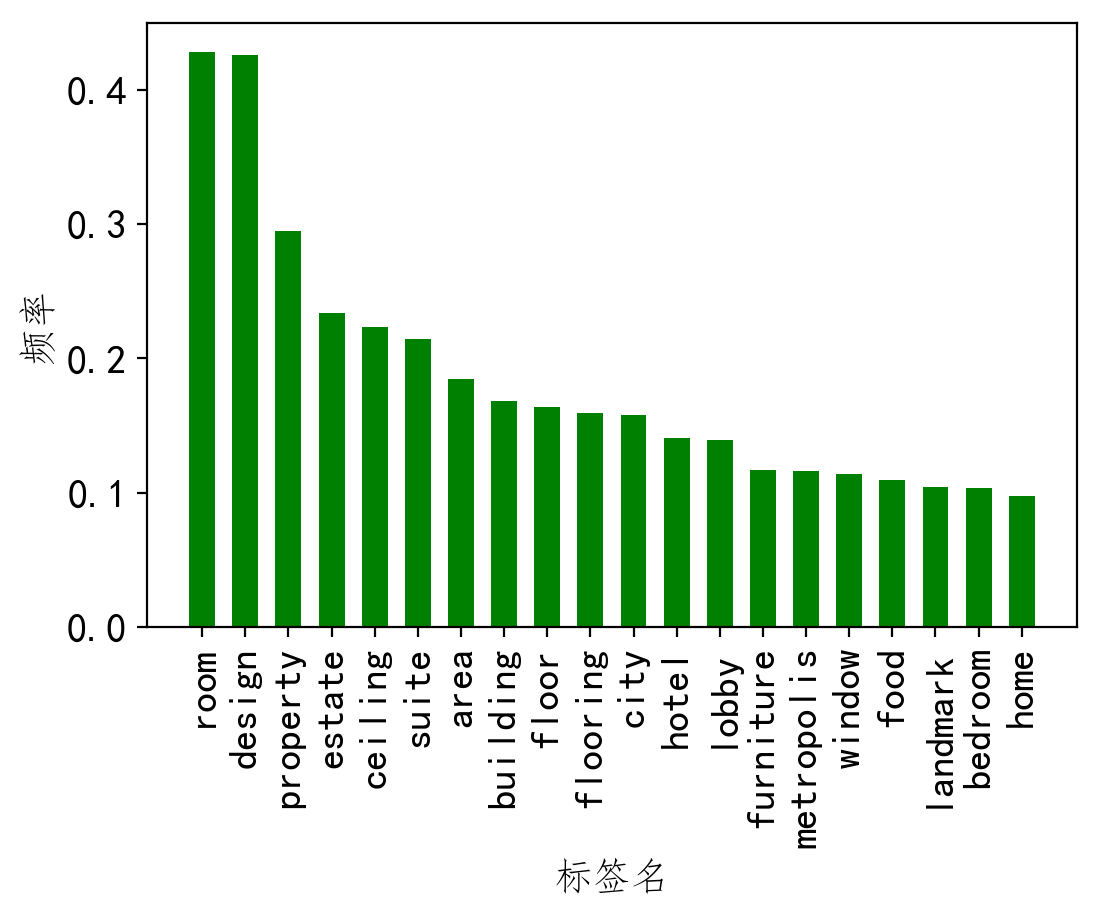 频率
0.4
0.3
0.2
0.1
0.0
room
design
property
estate
ceiling
suite
area
building
floor
flooring
city
hotel
lobby
furniture
metropolis
window
food
landmark
bedroom
home
标签名